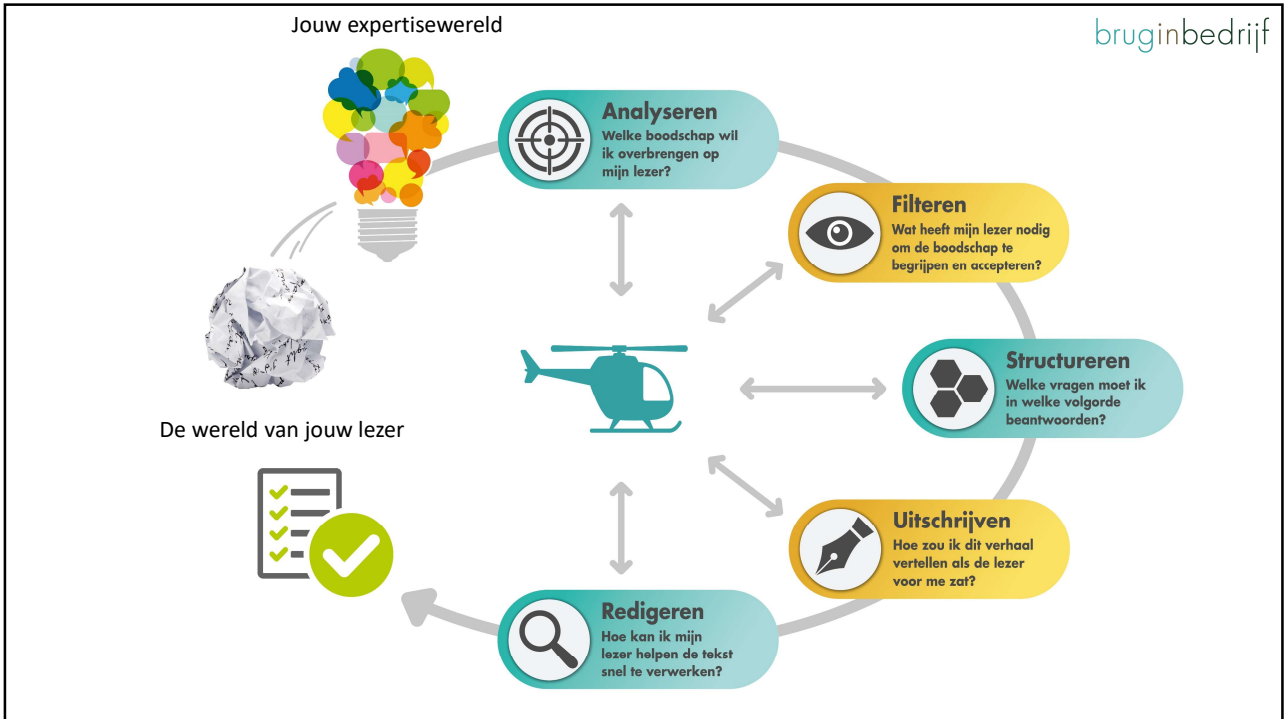 Jouw expertisewereld
bruginbedrijf
Analyseren
Welke boodschap wil
ik overbrengen op
mijn lezer?
Filteren
Wat heeft mijn lezer nodig
om de boodschap te
begrijpen en accepteren?
Structureren
Welke vragen moet ik
in welke volgorde
beantwoorden?
De wereld van jouw lezer
Uitschrijven
Hoe zou ik dit verhaal
vertellen als de lezer
voor me zat?
Redigeren
Hoe kan ik mijn
lezer helpen de tekst
snel te verwerken?